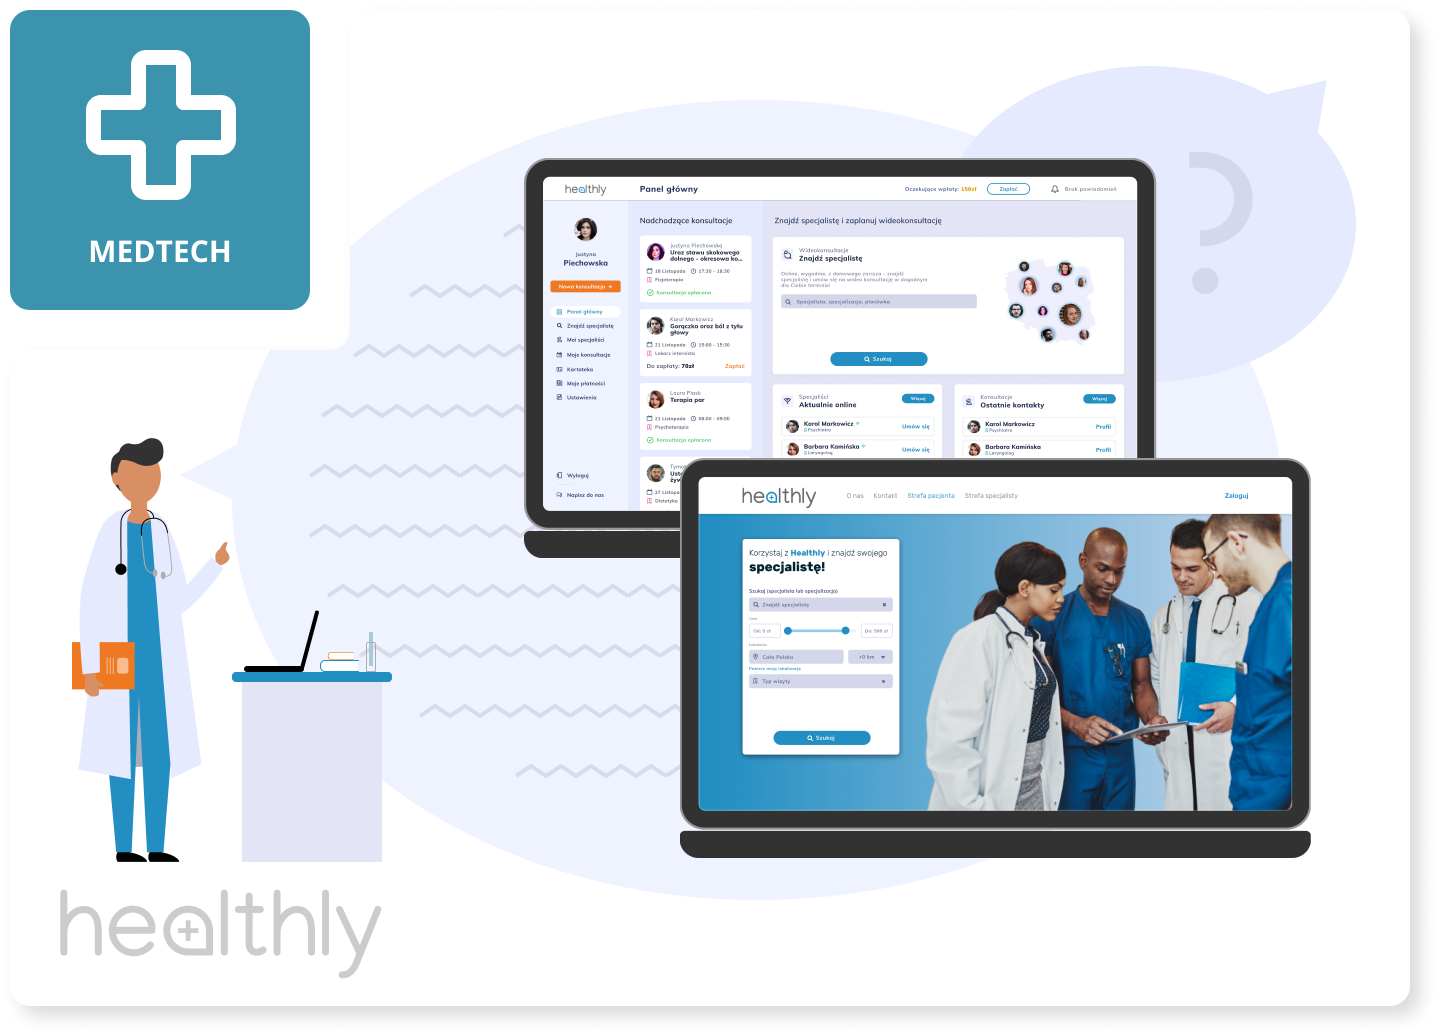 MEDTECH
healthly
Panel główny
Oczekujące wpłaty: 150zł
Zapłać
Brak powiadomień
Justyna
Piechowska
Nowa konsultacja +
Panel główny
Znajdź specjalistę
Moi specjaliści
Moje konsultacje
Kartoteka
Moje płatności
Ustawienia
Wyloguj
Napisz do nas
Nadchodzące konsultacje
Justyna Piechowska
Uraz stawu skokowego
dolnego - okresowa ko...
18 Listopada 17:30 - 18:30
Fizjoterapia
Konsultacja opłacona
Karol Markowicz
Gorączka oraz ból z tyłu
głowy
21 Listopada 15:00 - 15:30
Lekarz internista
Do zapłaty: 70zł Zapłać
Laura Piask
Terapia par
21 Listopada 08:00 - 09:00
Psychoterapia
Konsultacja opłacona
27 Listopa
Dietetyka
Znajdź specjalistę i zaplanuj wideokonsultację
Wideokonsultacje
Znajdź specjalistę
Online, wygodnie, z domowego zacisza - znajdź
specjalistę i umów się na wideo konsultację w dogodnym
dla Ciebie terminie!
Specjalista, specjalizacja, placówka
Szukaj
Specjaliści
Aktualnie online
Więcej
Karol Markowicz
Psychiatra
Umów się
Barbara Kamińska
Laryngolog
Umów się
Konsultacje
Ostatnie kontakty
Więcej
Karol Markowicz
Psychiatra
Profil
Barbara Kamińska
Laryngolog
Profil
healthly
O nas Kontakt Strefa pacjenta Strefa specjalisty
Zaloguj
Korzystaj z Healthly i znajdź swojego
specjalistę!
Szukaj (specjalista lub specjalizacja)
Znajdź specjalistę
Cena
Od: 0 zł
Do: 500 zł
Lokalizacja
Cała Polska
+0 km
Pobierz moją lokalizację
Typ wizyty
Szukaj
?
healthly